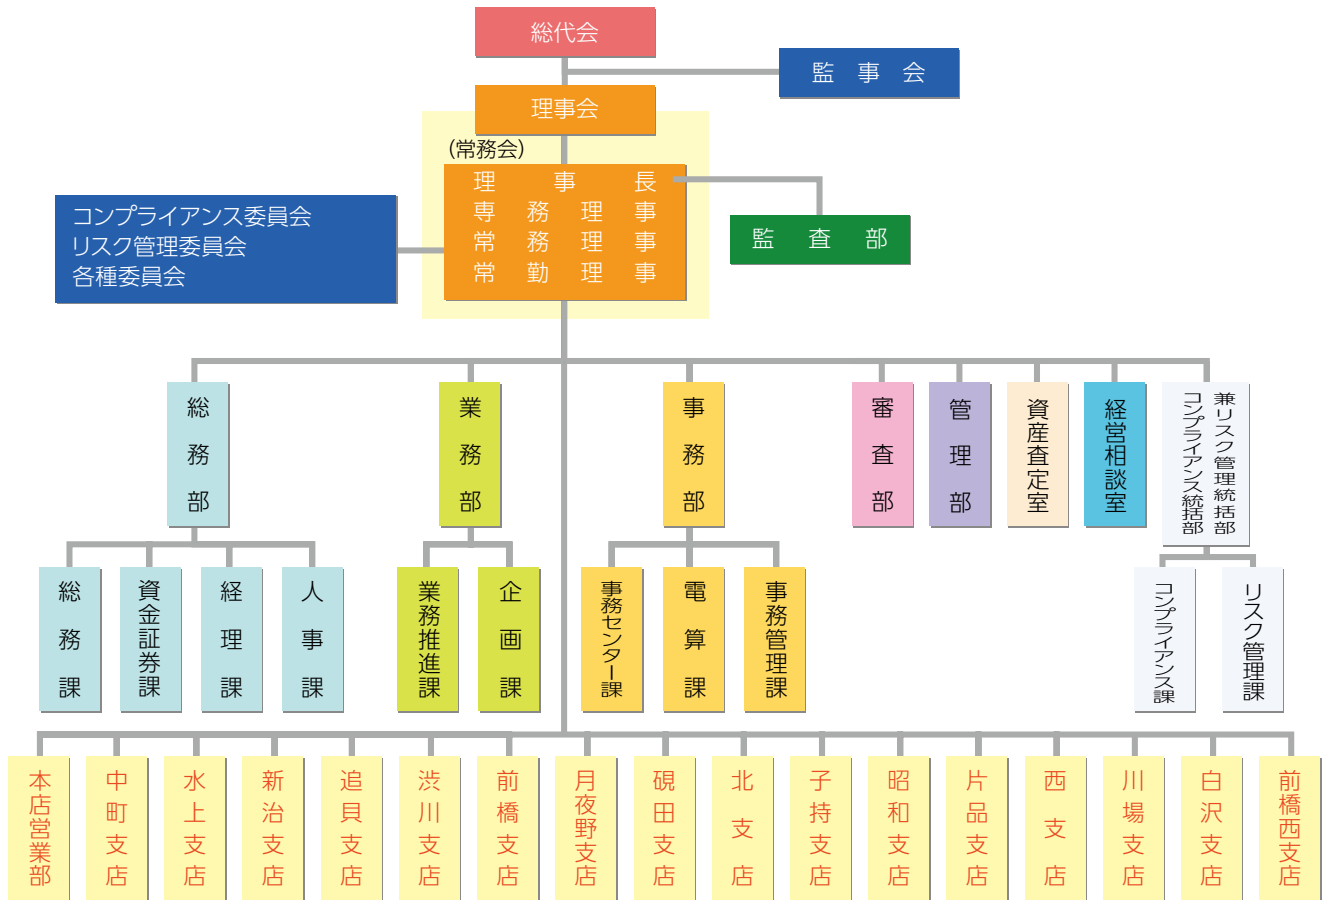 総代会
監事会
理事会
(常務会)
理事長
専務理事
常務理事
常勤理事
コンプライアンス委員会
リスク管理委員会
各種委員会
監査部
総務部
業務部
事務部
審査部
管理部
資産査定室
経営相談室
コンプライアンス統括部
兼リスク管理統括部
総務課
資金証券課
経理課
人事課
業務推進課
企画課
事務センター課
電算課
事務管理課
コンプライアンス課
リスク管理課
本店営業部
中町支店
水上支店
新治支店
追貝支店
渋川支店
前橋支店
月夜野支店
硯田支店
北支店
子持支店
昭和支店
片品支店
西支店
川場支店
白沢支店
前橋西支店